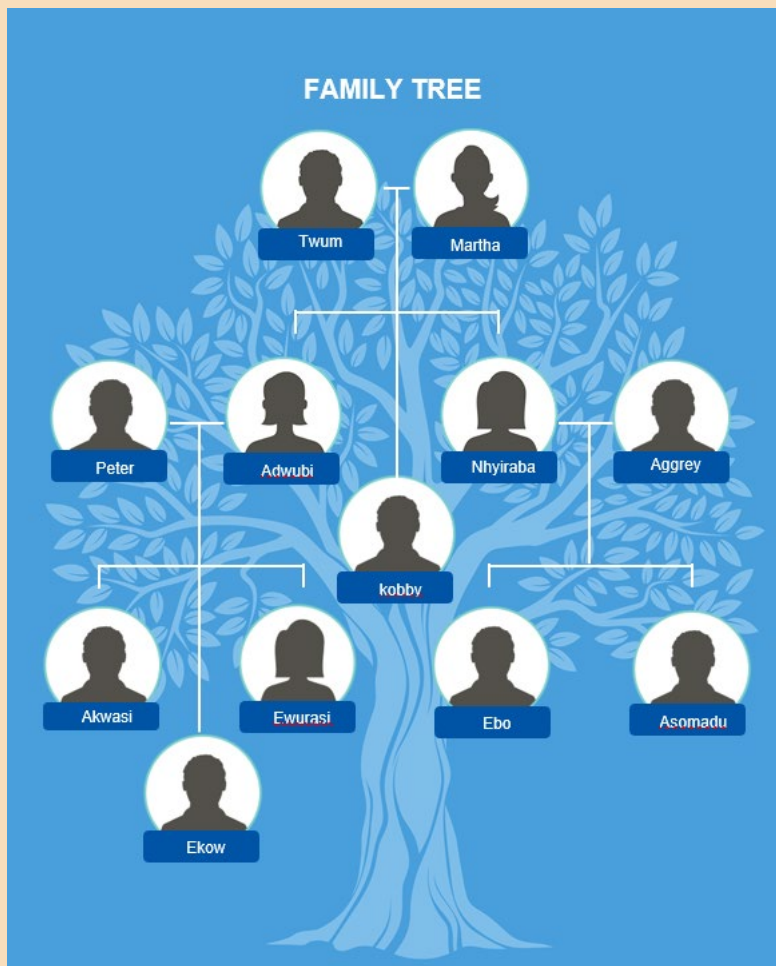 FAMILY TREE
Twum
Martha
Peter
Adwubi
Nhyiraba
Aggrey
kobby
Akwasi
Ewurasi
Ebo
Asomadu
Ekow